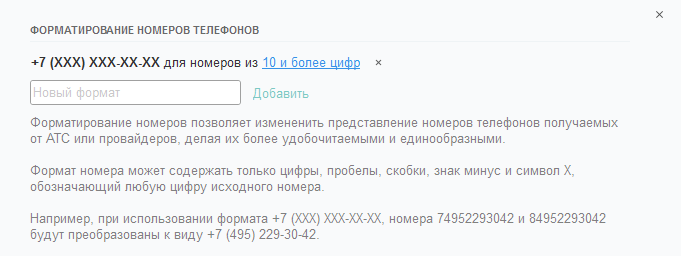 ФОРМАТИРОВАНИЕ НОМЕРОВ ТЕЛЕФОНОВ
+7 (XXX) XXX-XX-XX для номеров из 10 и более цифр ×
Новый формат Добавить
Форматирование номеров позволяет измененить представление номеров телефонов получаемых
от АТС или провайдеров, делая их более удобочитаемыми и единообразными.
Формат номера может содержать только цифры, пробелы, скобки, знак минус и символ X,
обозначающий любую цифру исходного номера.
Например, при использовании формата +7 (XXX) XXX-XX-XX, номера 74952293042 и 84952293042
будут преобразованы к виду +7 (495) 229-30-42.